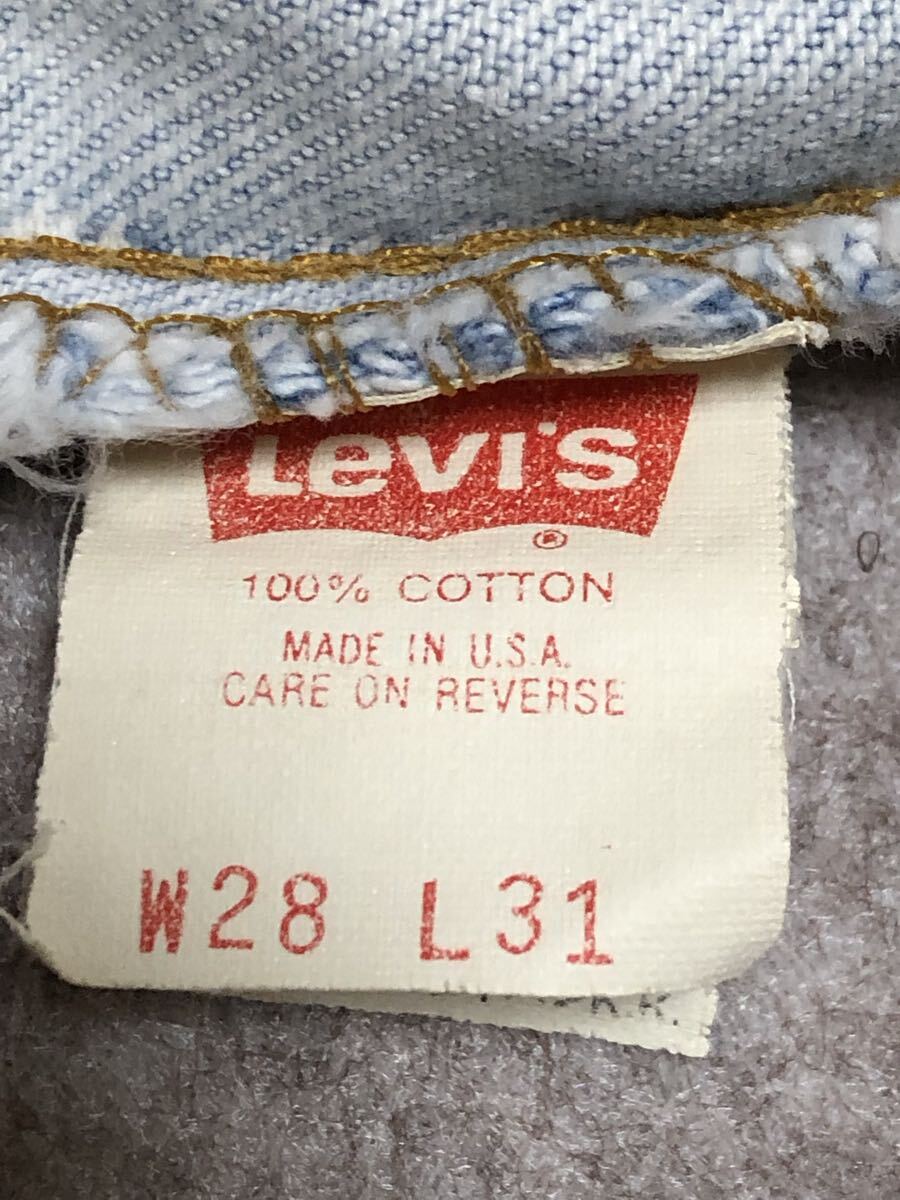 Levi's
®
100% COTTON
MADE IN U.S.A.
CARE ON REVERSE
W28 L31
K.K.